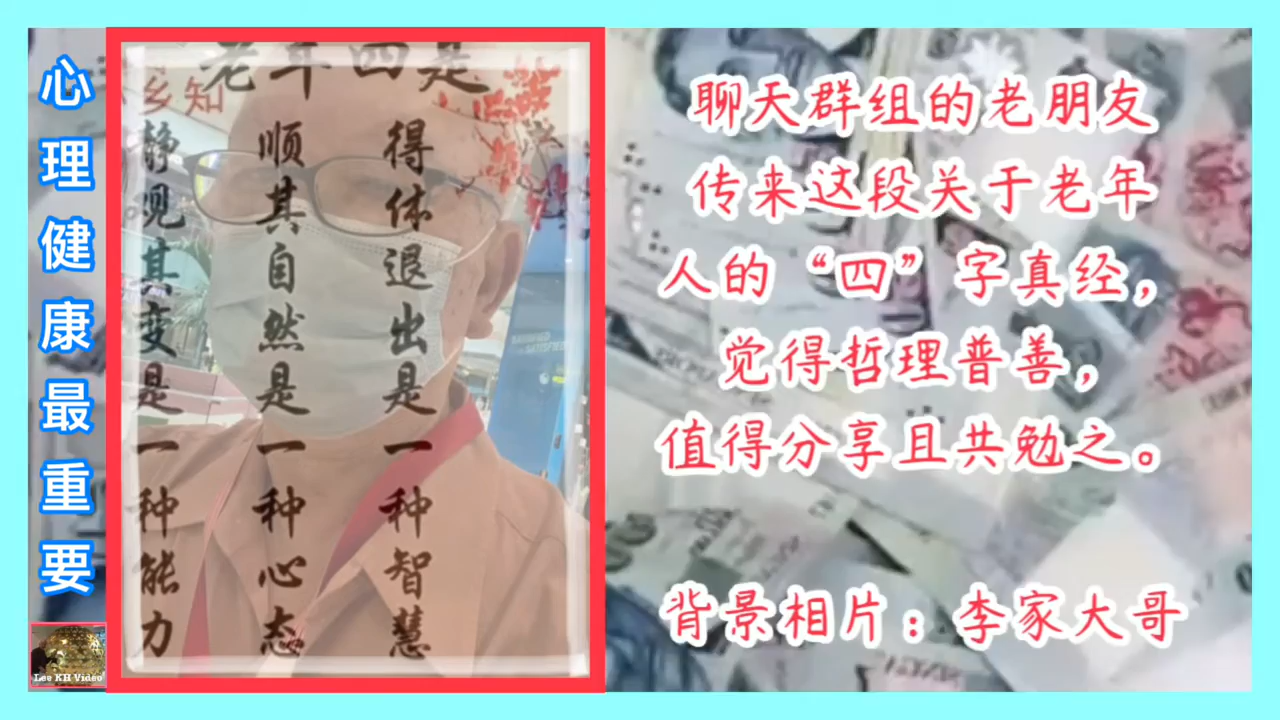 心理健康最重要
老年四是
乡知
得体退出是一种智慧
顺其自然是一种心态
静观其变是一种能力
聊天群组的老朋友
传来这段关于老年
人的“四”字真经，
觉得哲理普善，
值得分享且共勉之。
背景相片：李家大哥
Lee KH Video